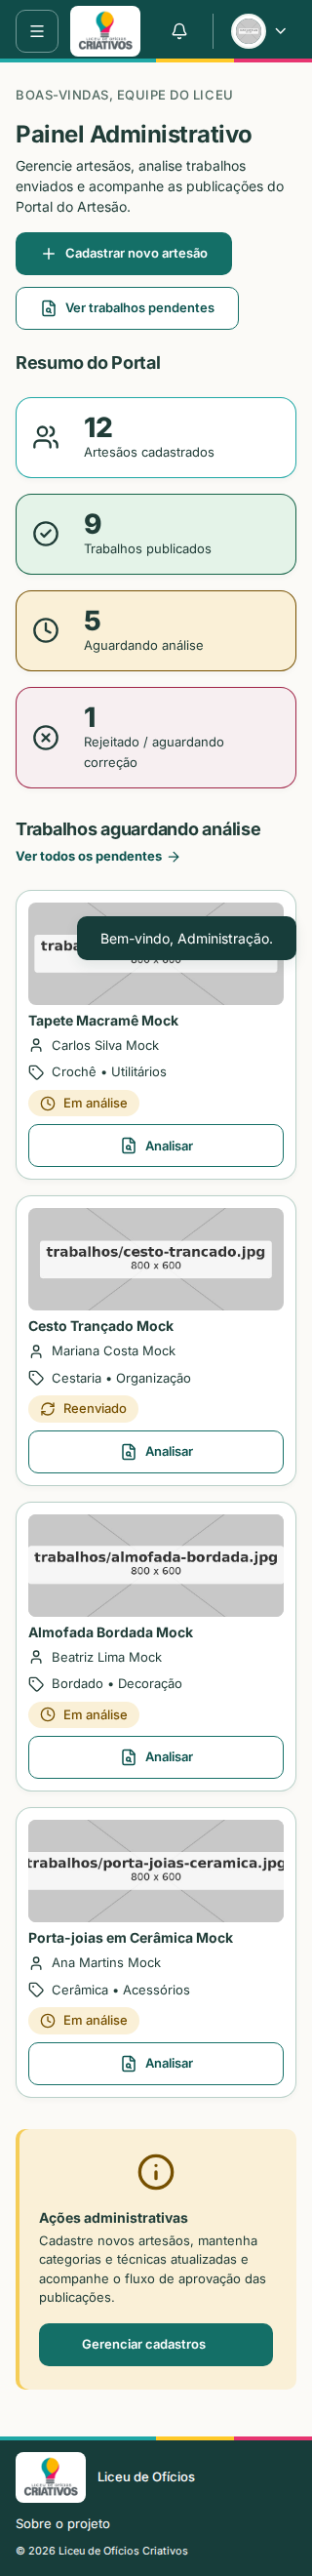 LICEU DE OFÍCIOS
CRIATIVOS
BOAS-VINDAS, EQUIPE DO LICEU
Painel Administrativo
Gerencie artesãos, analise trabalhos
enviados e acompanhe as publicações do
Portal do Artesão.
Cadastrar novo artesão
Ver trabalhos pendentes
Resumo do Portal
12
Artesãos cadastrados
9
Trabalhos publicados
5
Aguardando análise
1
Rejeitado / aguardando
correção
Trabalhos aguardando análise
Ver todos os pendentes
Bem-vindo, Administração.
800 x 600
Tapete Macramê Mock
Carlos Silva Mock
Crochê • Utilitários
Em análise
Analisar
trabalhos/cesto-trancado.jpg
800 x 600
Cesto Trançado Mock
Mariana Costa Mock
Cestaria • Organização
Reenviado
Analisar
trabalhos/almofada-bordada.jpg
800 x 600
Almofada Bordada Mock
Beatriz Lima Mock
Bordado • Decoração
Em análise
Analisar
trabalhos/porta-joias-ceramica.jpg
800 x 600
Porta-joias em Cerâmica Mock
Ana Martins Mock
Cerâmica • Acessórios
Em análise
Analisar
Ações administrativas
Cadastre novos artesãos, mantenha
categorias e técnicas atualizadas e
acompanhe o fluxo de aprovação das
publicações.
Gerenciar cadastros
LICEU DE OFÍCIOS
CRIATIVOS
Liceu de Ofícios
Sobre o projeto
© 2026 Liceu de Ofícios Criativos